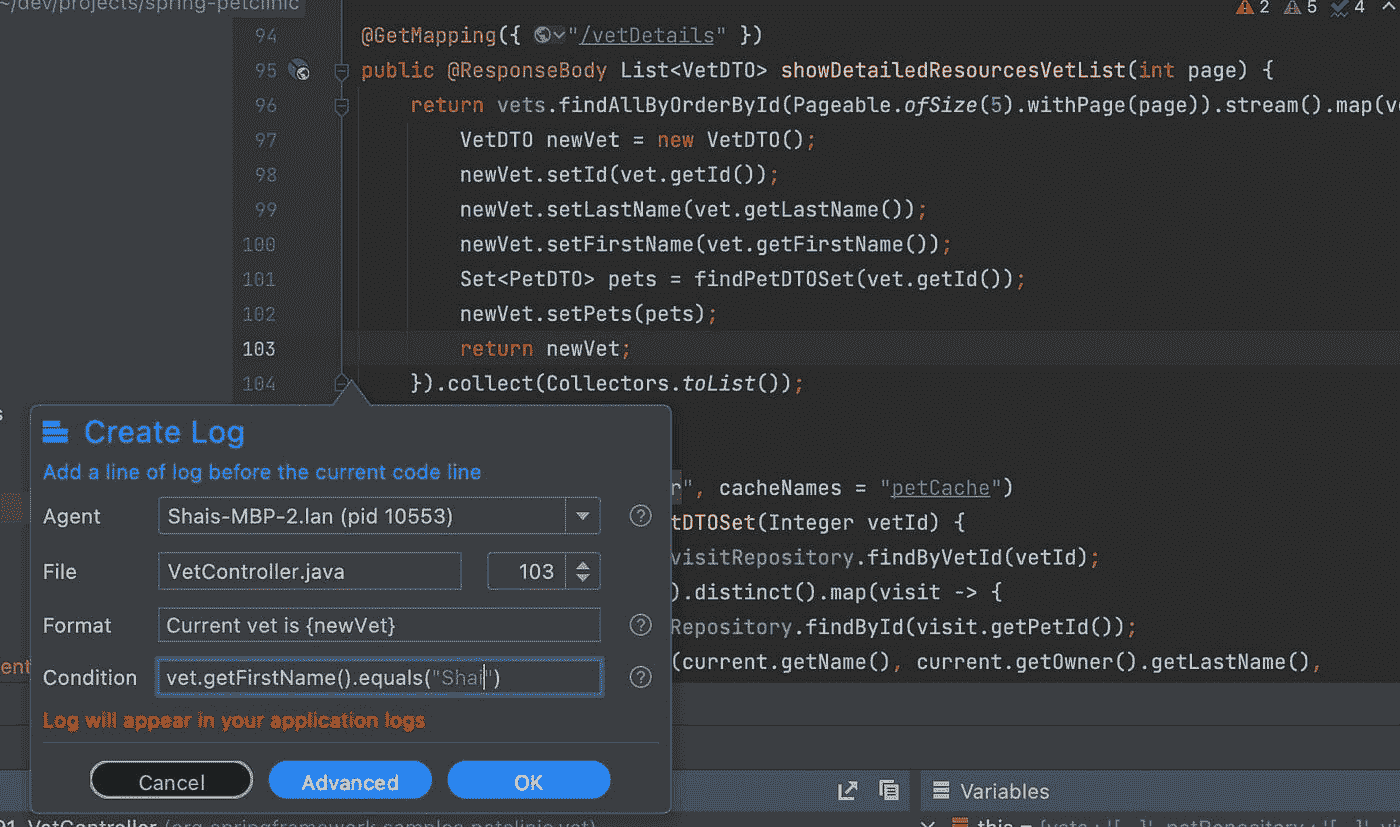 ~/dev/projects/spring-petclinic
2 5 4
94 @GetMapping({ "/vetDetails" })
95 public @ResponseBody List<VetDTO> showDetailedResourcesVetList(int page) {
96 return vets.findAllByOrderById(Pageable.ofSize(5).withPage(page)).stream().map(v
97 VetDTO newVet = new VetDTO();
98 newVet.setId(vet.getId());
99 newVet.setLastName(vet.getLastName());
100 newVet.setFirstName(vet.getFirstName());
101 Set<PetDTO> pets = findPetDTOSet(vet.getId());
102 newVet.setPets(pets);
103 return newVet;
104 }).collect(Collectors.toList());
Create Log
Add a line of log before the current code line
Agent Shais-MBP-2.lan (pid 10553) ?
File VetController.java 103
Format Current vet is {newVet} ?
Condition vet.getFirstName().equals("Shai") ?
Log will appear in your application logs
Cancel Advanced OK
r", cacheNames = "petCache")
tDTOSet(Integer vetId) {
visitRepository.findByVetId(vetId);
).distinct().map(visit -> {
Repository.findById(visit.getPetId());
(current.getName(), current.getOwner().getLastName(),
s
ent
Variables
VetController (org.springframework.samples.petclinic.vet)
this =